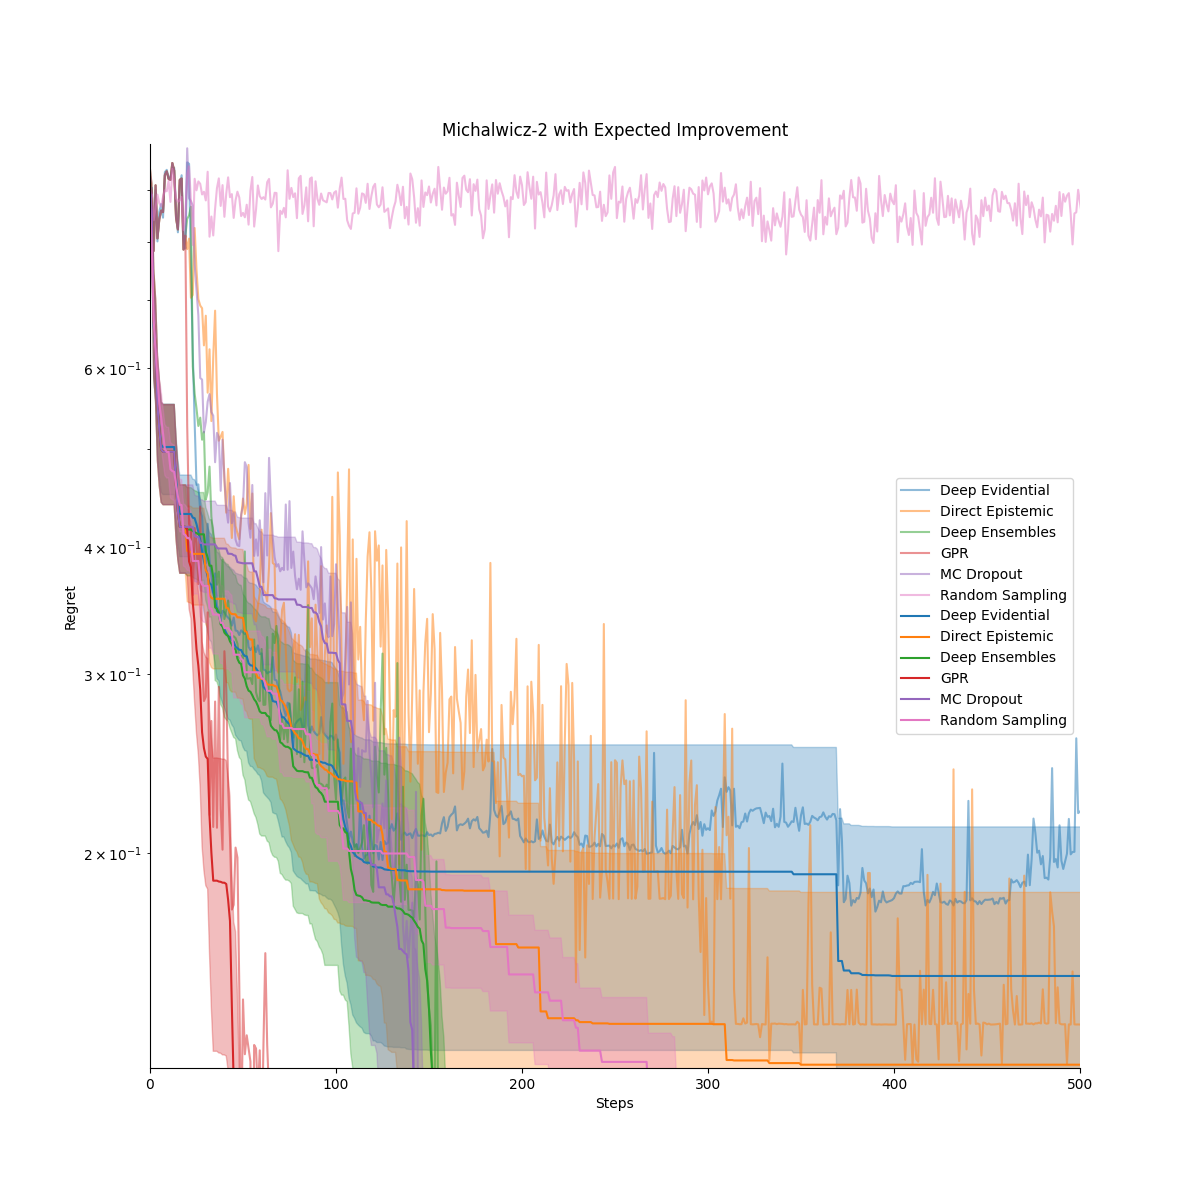 Michalwicz-2 with Expected Improvement
6 × 10⁻¹
4 × 10⁻¹
3 × 10⁻¹
2 × 10⁻¹
Regret
Deep Evidential
Direct Epistemic
Deep Ensembles
GPR
MC Dropout
Random Sampling
Deep Evidential
Direct Epistemic
Deep Ensembles
GPR
MC Dropout
Random Sampling
0 100 200 300 400 500
Steps